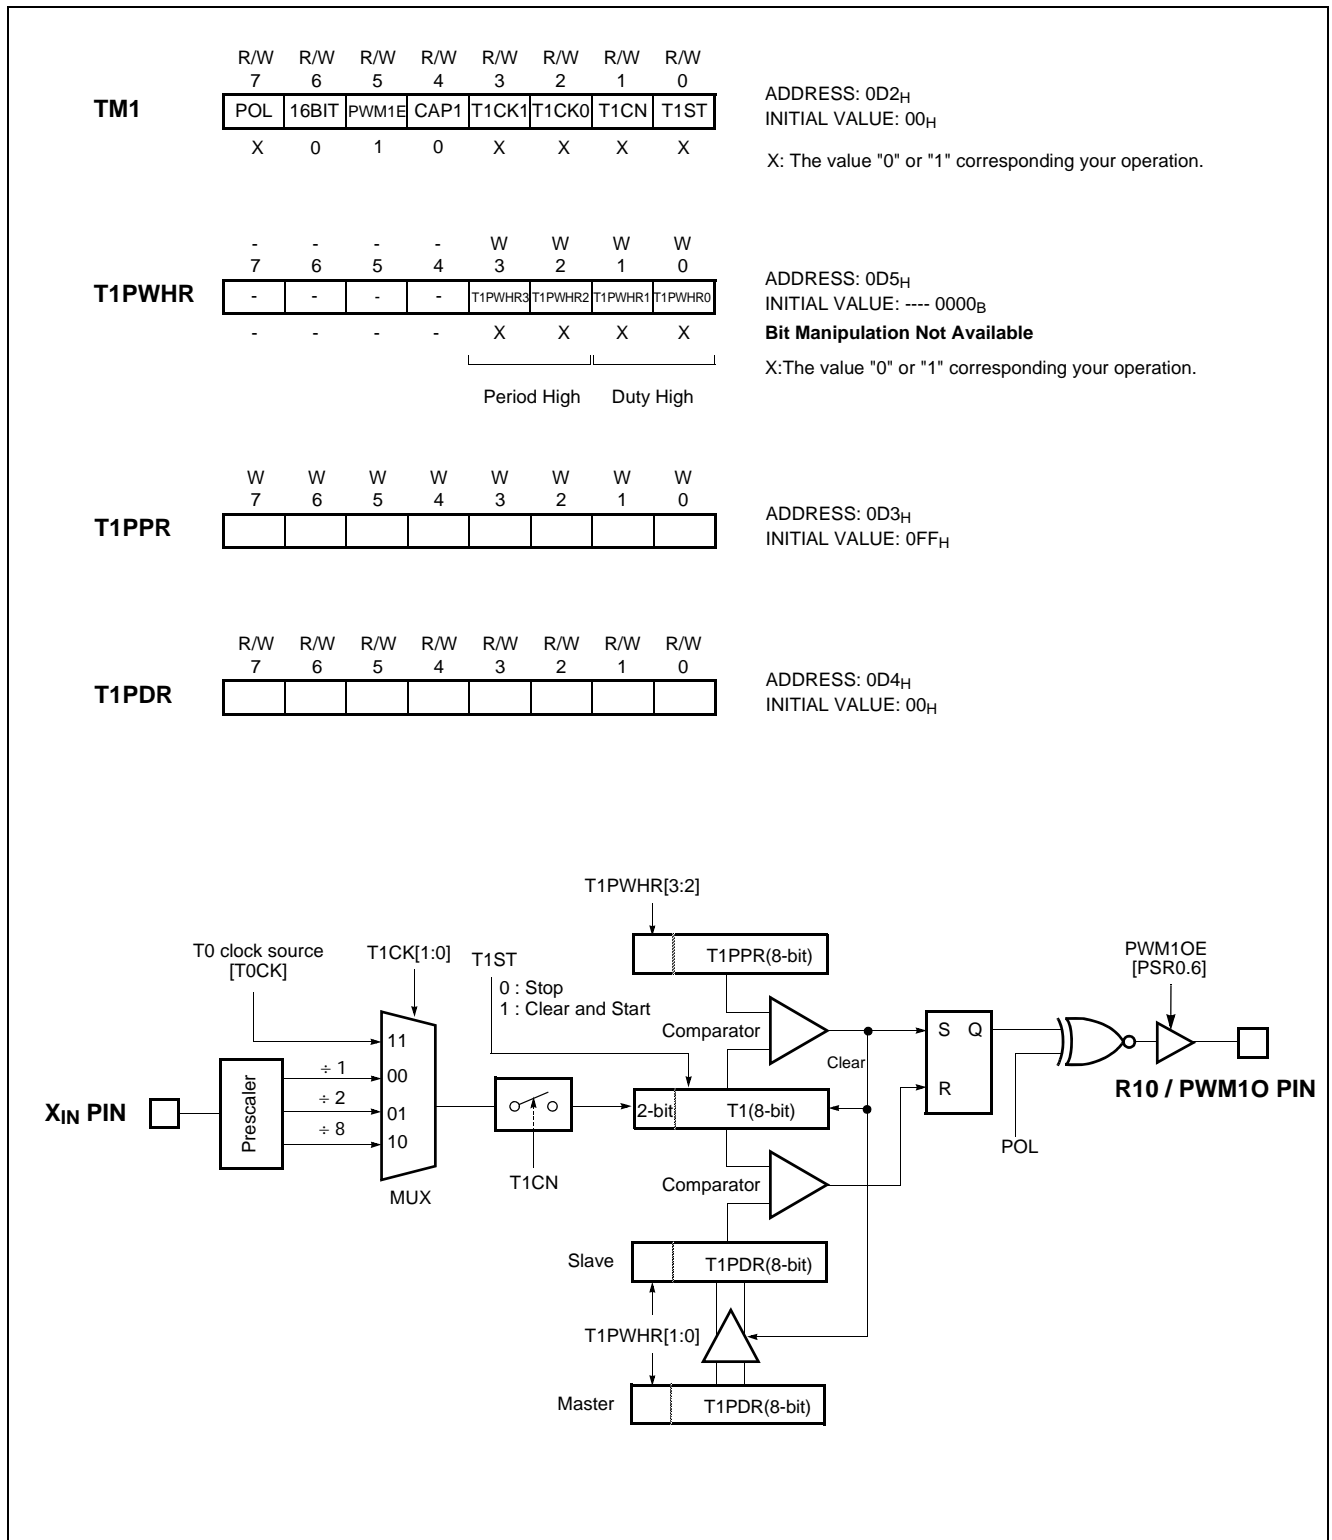 R/W R/W R/W R/W R/W R/W R/W R/W
7 6 5 4 3 2 1 0
TM1
POL 16BIT PWM1E CAP1 T1CK1 T1CK0 T1CN T1ST
X 0 1 0 X X X X
ADDRESS: 0D2H
INITIAL VALUE: 00H
X: The value "0" or "1" corresponding your operation.
- - - - W W W W
7 6 5 4 3 2 1 0
T1PWHR
- - - - T1PWHR3 T1PWHR2 T1PWHR1 T1PWHR0
- - - - X X X X
Period High Duty High
ADDRESS: 0D5H
INITIAL VALUE: ---- 0000B
Bit Manipulation Not Available
X:The value "0" or "1" corresponding your operation.
W W W W W W W W
7 6 5 4 3 2 1 0
T1PPR
ADDRESS: 0D3H
INITIAL VALUE: 0FFH
R/W R/W R/W R/W R/W R/W R/W R/W
7 6 5 4 3 2 1 0
T1PDR
ADDRESS: 0D4H
INITIAL VALUE: 00H
T1PWHR[3:2]
T0 clock source
[T0CK]
T1CK[1:0]
T1ST
0 : Stop
1 : Clear and Start
T1PPR(8-bit)
PWM1OE
[PSR0.6]
Comparator
S Q
R
Clear
11
00
01
10
÷ 1
÷ 2
÷ 8
XIN PIN
Prescaler
MUX
T1CN
2-bit T1(8-bit)
POL
R10 / PWM1O PIN
Comparator
Slave
T1PDR(8-bit)
T1PWHR[1:0]
Master
T1PDR(8-bit)